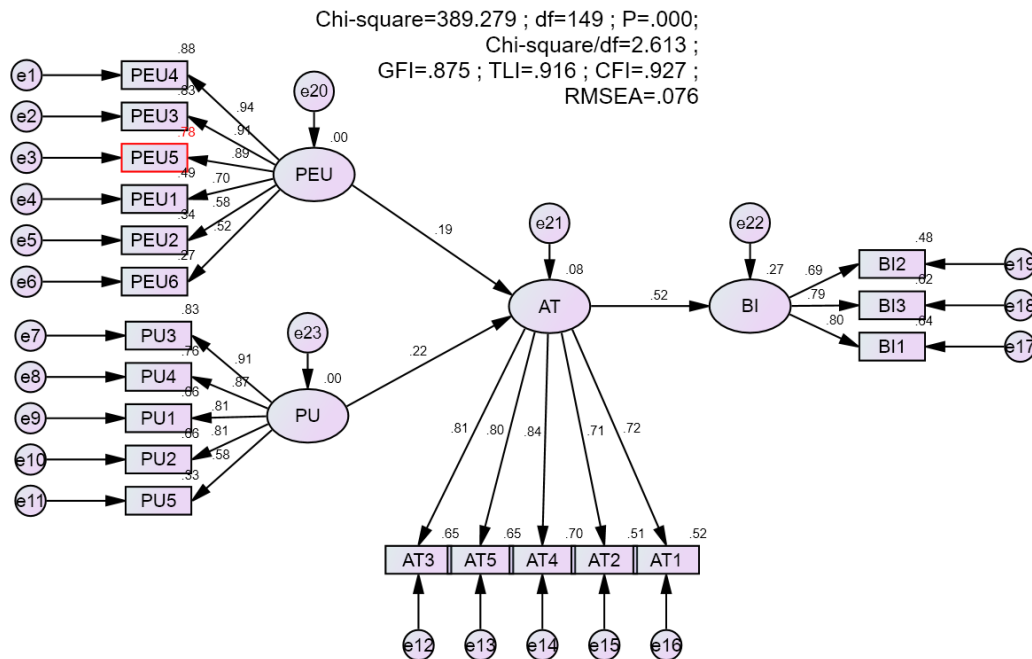 Chi-square=389.279 ; df=149 ; P=.000;
Chi-square/df=2.613 ;
GFI=.875 ; TLI=.916 ; CFI=.927 ;
RMSEA=.076
.88
e1 PEU4
.83
e2 PEU3
.78
e3 PEU5
.49
e4 PEU1
.34
e5 PEU2
.27
e6 PEU6
.94
.91
.89
.70
.58
.52
e20
.00
PEU
.19
.83
e7 PU3
.76
e8 PU4
.66
e9 PU1
.66
e10 PU2
.33
e11 PU5
.91
.87
.81
.81
.58
e23
.00
PU
.22
e21
.08
AT
.52
e22
.27
BI
.69
.79
.80
.48
BI2 e19
.62
BI3 e18
.64
BI1 e17
.81 .80 .84 .71 .72
.65 .65 .70 .51 .52
AT3 AT5 AT4 AT2 AT1
e12 e13 e14 e15 e16